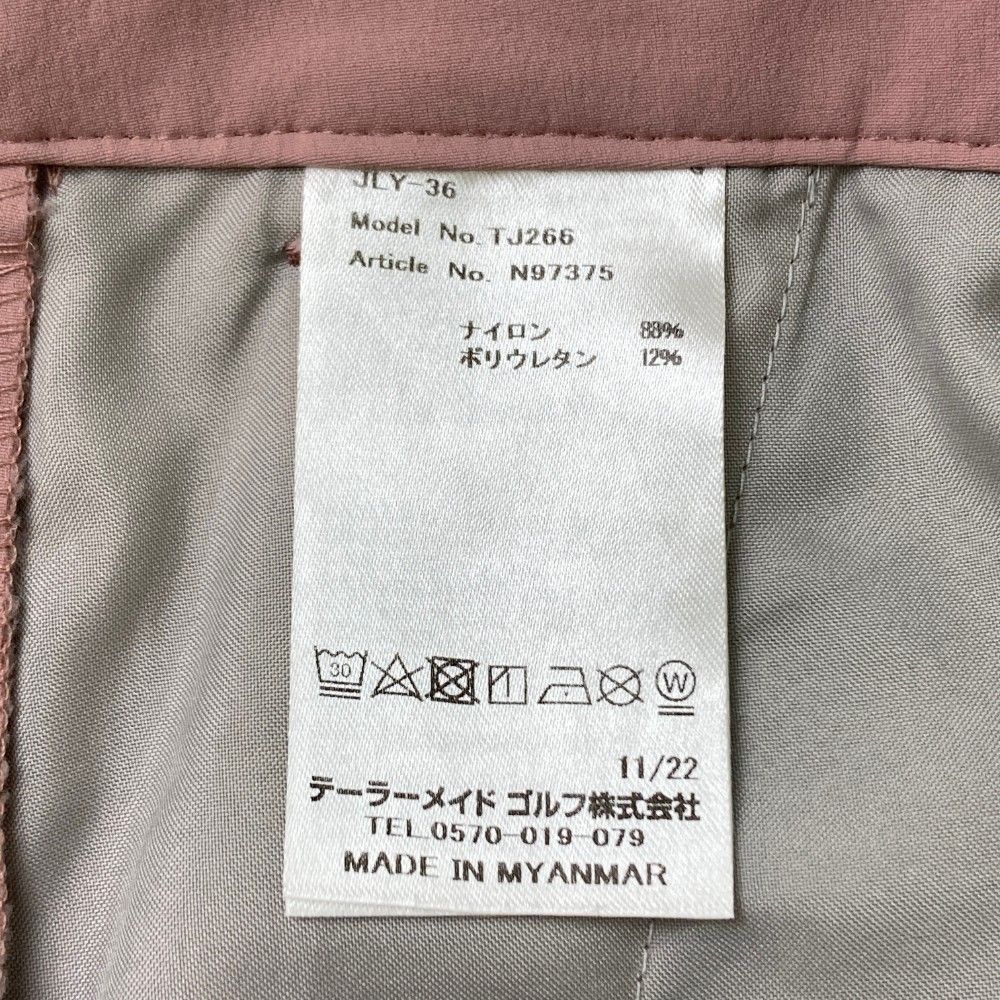 JLY-36
Model No. TJ266
Article No. N97375
ナイロン 88%
ポリウレタン 12%
30
W
11/22
テーラーメイド ゴルフ株式会社
TEL.0570-019-079
MADE IN MYANMAR